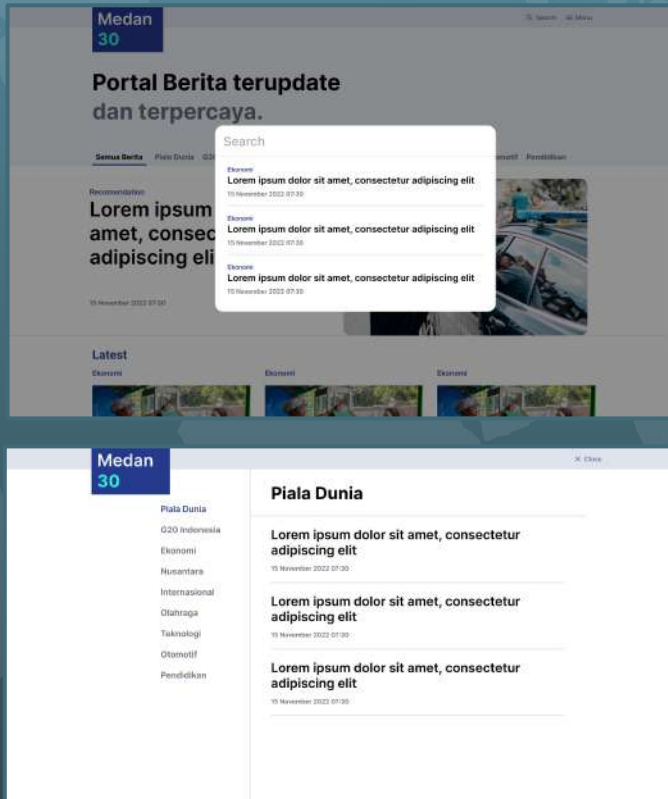 Medan
30
Search
Menu
Portal Berita terupdate
dan terpercaya.
Semua Berita
Piala Dunia
Pendidikan
Search
Ekonomi
Lorem ipsum dolor sit amet, consectetur adipiscing elit
15 November 2022 07:30
Ekonomi
Lorem ipsum dolor sit amet, consectetur adipiscing elit
15 November 2022 07:30
Ekonomi
Lorem ipsum dolor sit amet, consectetur adipiscing elit
15 November 2022 07:30
Recomendation
Lorem ipsum
amet, consec
adipiscing eli
15 November 2022 07:30
Latest
Ekonomi
Ekonomi
Ekonomi
Medan
30
Close
Piala Dunia
G20 Indonesia
Ekonomi
Nusantara
Internasional
Olahraga
Teknologi
Otomotif
Pendidikan
Piala Dunia
Lorem ipsum dolor sit amet, consectetur
adipiscing elit
15 November 2022 07:30
Lorem ipsum dolor sit amet, consectetur
adipiscing elit
15 November 2022 07:30
Lorem ipsum dolor sit amet, consectetur
adipiscing elit
15 November 2022 07:30